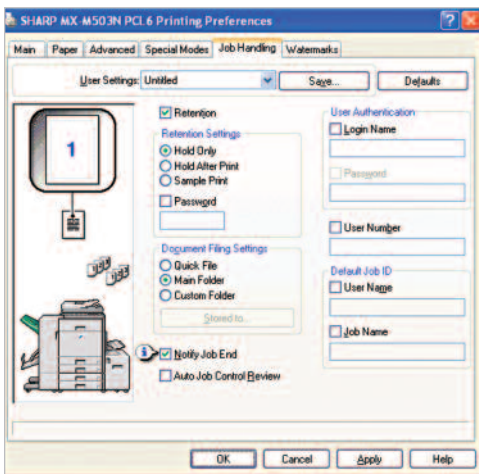 SHARP MX-M503N PCL6 Printing Preferences
Main Paper Advanced Special Modes Job Handling Watermarks
User Settings: Untitled Save... Defaults
1
Retention
Retention Settings
Hold Only
Hold After Print
Sample Print
Password
Document Filing Settings
Quick File
Main Folder
Custom Folder
Stored to...
Notify Job End
Auto Job Control Review
User Authentication
Login Name
Password
User Number
Default Job ID
User Name
Job Name
OK Cancel Apply Help